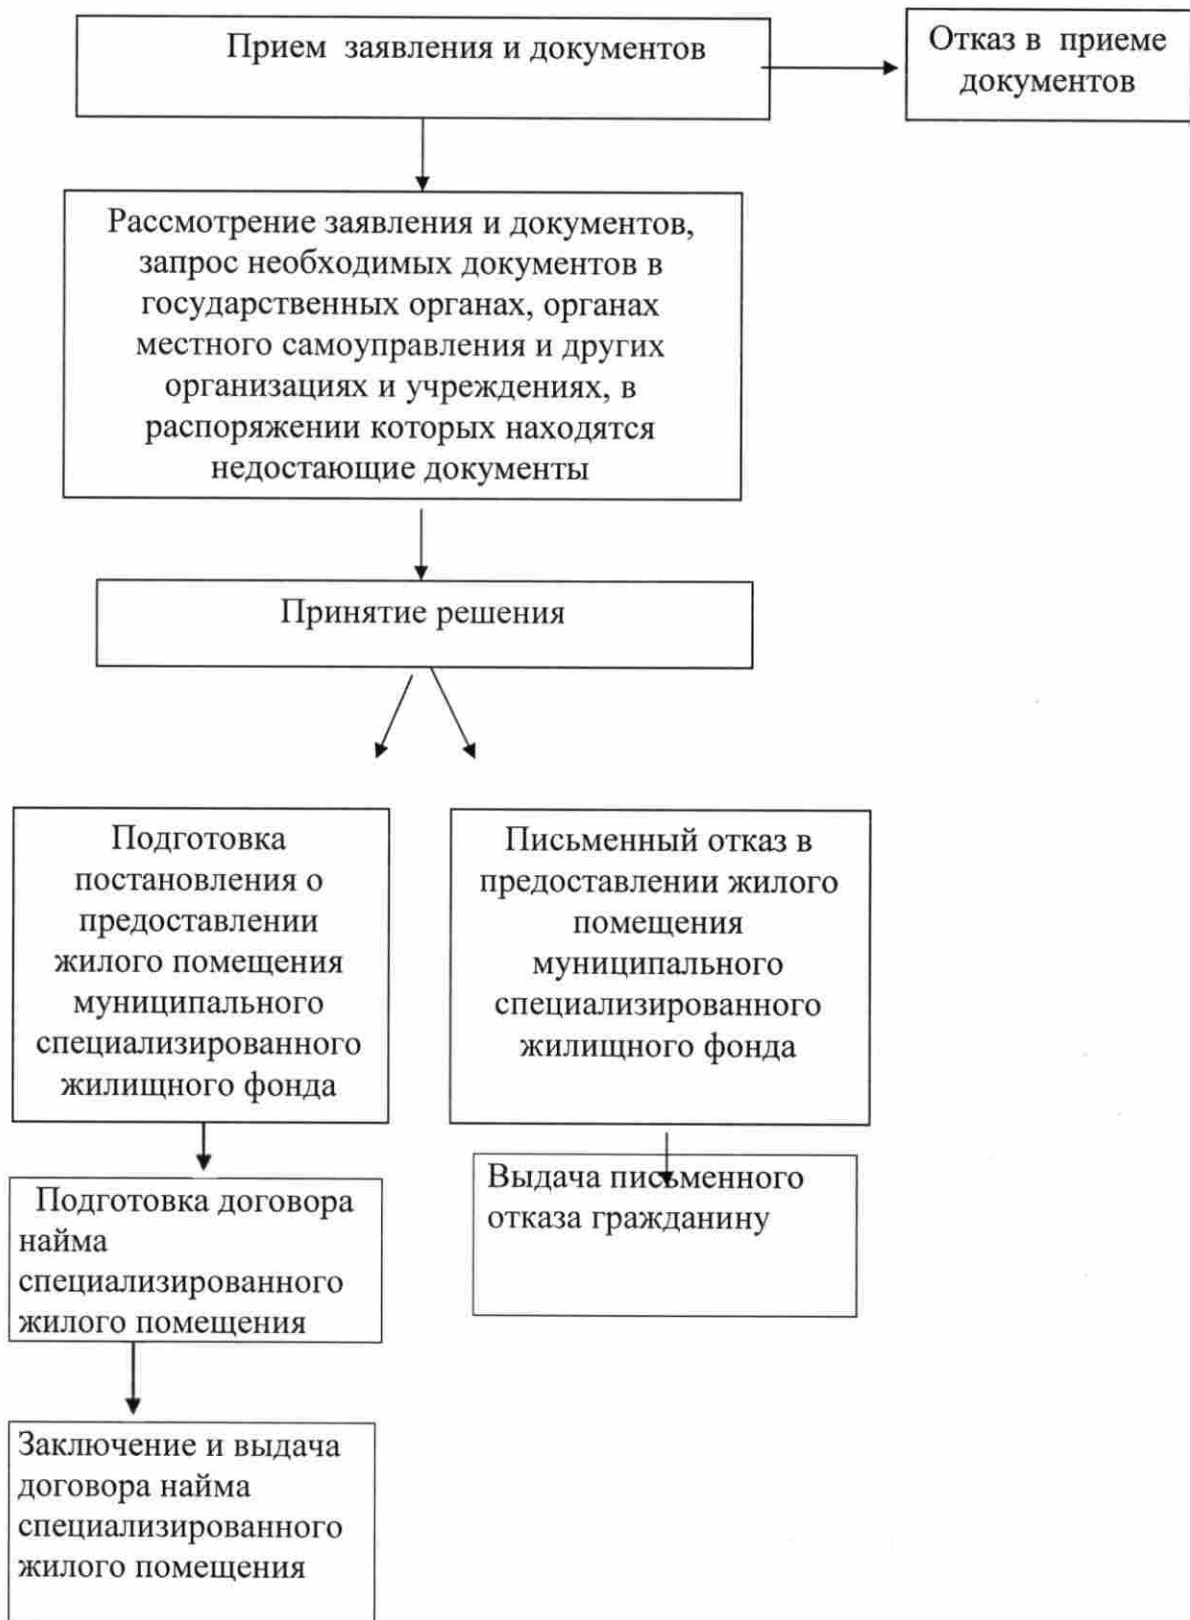 Прием заявления и документов
Отказ в приеме
документов
Рассмотрение заявления и документов,
запрос необходимых документов в
государственных органах, органах
местного самоуправления и других
организациях и учреждениях, в
распоряжении которых находятся
недостающие документы
Принятие решения
Подготовка
постановления о
предоставлении
жилого помещения
муниципального
специализированного
жилищного фонда
Письменный отказ в
предоставлении жилого
помещения
муниципального
специализированного
жилищного фонда
Подготовка договора
найма
специализированного
жилого помещения
Выдача письменного
отказа гражданину
Заключение и выдача
договора найма
специализированного
жилого помещения